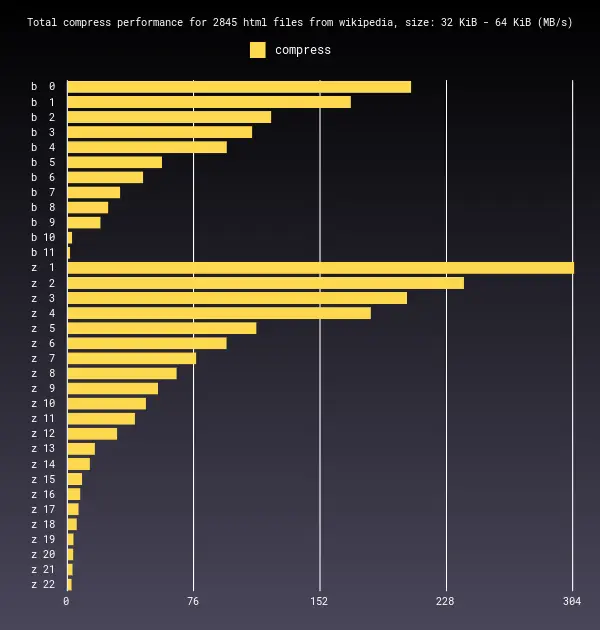 Total compress performance for 2845 html files from wikipedia, size: 32 KiB - 64 KiB (MB/s)
compress
b 0
b 1
b 2
b 3
b 4
b 5
b 6
b 7
b 8
b 9
b 10
b 11
z 1
z 2
z 3
z 4
z 5
z 6
z 7
z 8
z 9
z 10
z 11
z 12
z 13
z 14
z 15
z 16
z 17
z 18
z 19
z 20
z 21
z 22
0 76 152 228 304